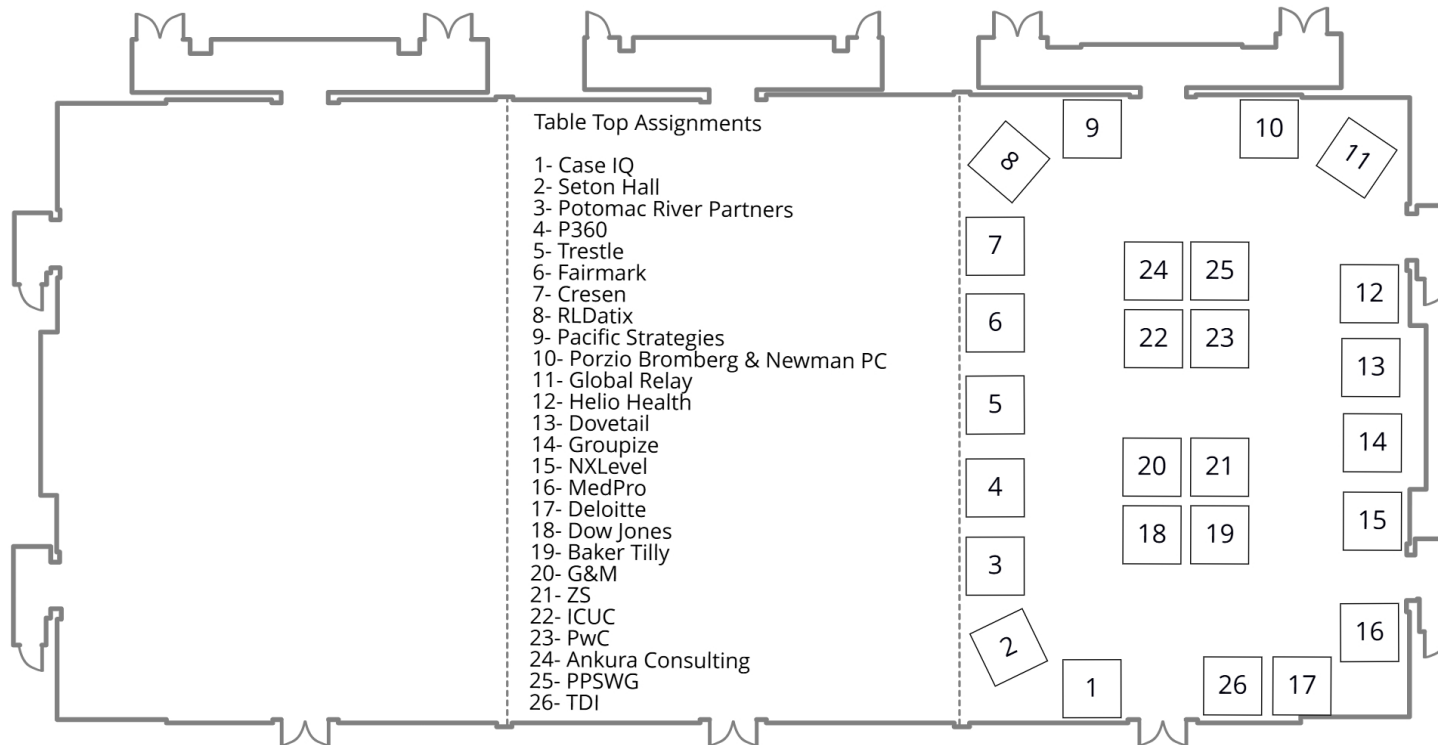 Table Top Assignments
1- Case IQ
2- Seton Hall
3- Potomac River Partners
4- P360
5- Trestle
6- Fairmark
7- Cresen
8- RLDatix
9- Pacific Strategies
10- Porzio Bromberg & Newman PC
11- Global Relay
12- Helio Health
13- Dovetail
14- Groupize
15- NXLevel
16- MedPro
17- Deloitte
18- Dow Jones
19- Baker Tilly
20- G&M
21- ZS
22- ICUC
23- PwC
24- Ankura Consulting
25- PPSWG
26- TDI
9
10
8
11
7
24
25
12
6
22
23
13
5
14
4
20
21
15
18
19
3
16
2
1
26
17